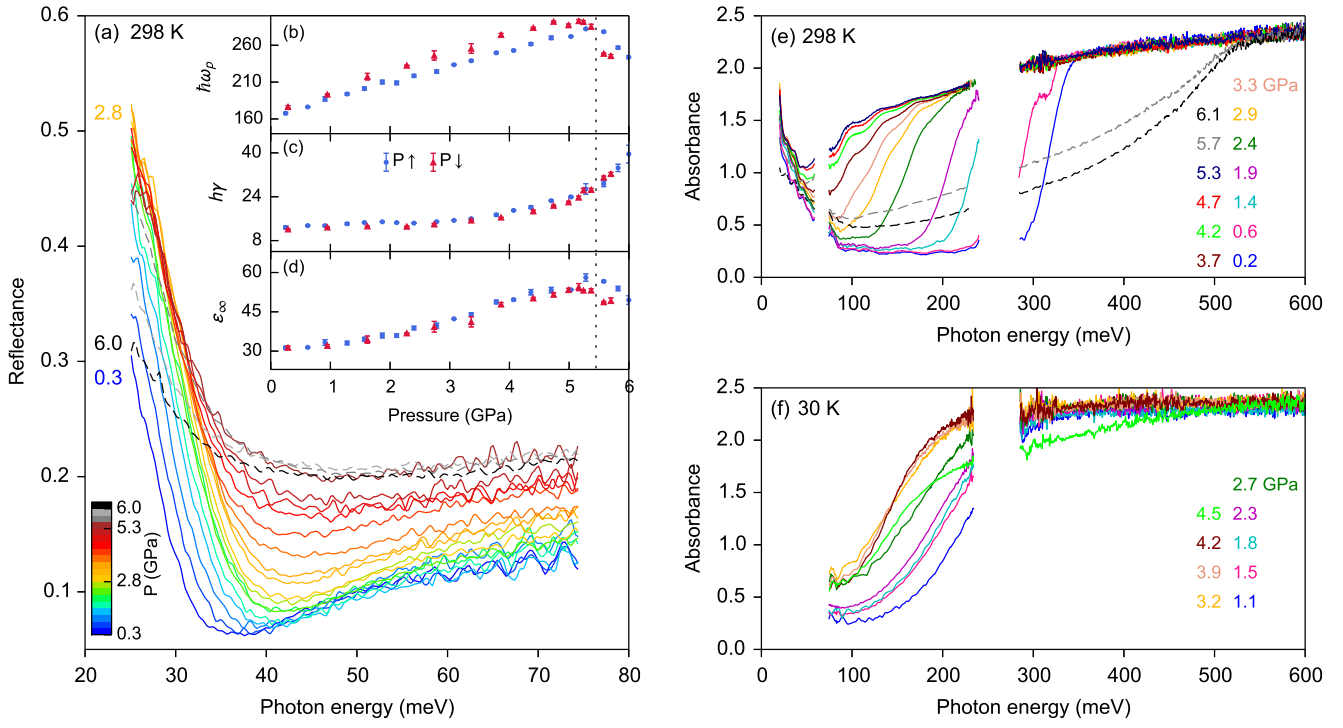 (a) 298 K
0.6
0.5
0.4
0.3
0.2
0.1
Reflectance
2.8
6.0
0.3
6.0
5.3
2.8
0.3
P (GPa)
20 30 40 50 60 70 80
Photon energy (meV)
(b)
ℏωp
260
210
160
(c)
P↑ P↓
hγ
40
24
8
(d)
ε∞
60
45
30
0 1 2 3 4 5 6
Pressure (GPa)
(e) 298 K
2.5
2.0
1.5
1.0
0.5
0.0
Absorbance
3.3 GPa
6.1 2.9
5.7 2.4
5.3 1.9
4.7 1.4
4.2 0.6
3.7 0.2
0 100 200 300 400 500 600
Photon energy (meV)
(f) 30 K
2.5
2.0
1.5
1.0
0.5
0.0
Absorbance
2.7 GPa
4.5 2.3
4.2 1.8
3.9 1.5
3.2 1.1
0 100 200 300 400 500 600
Photon energy (meV)